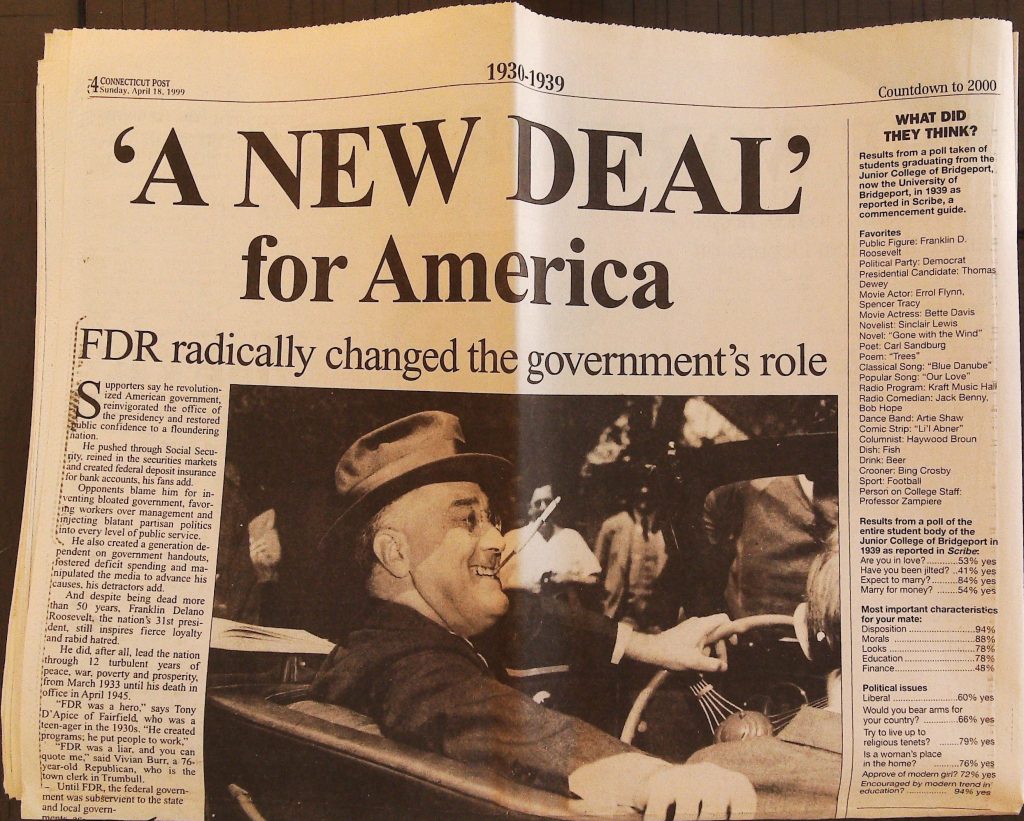 4 CONNECTICUT POST
Sunday, April 18, 1999
1930-1939
Countdown to 2000
'A NEW DEAL'
for America
FDR radically changed the government's role
Supporters say he revolution-
ized American government,
reinvigorated the office of
the presidency and restored
public confidence to a floundering
nation.
He pushed through Social Secu-
rity, reined in the securities markets
and created federal deposit insurance
for bank accounts, his fans add.
Opponents blame him for in-
venting bloated government, favor-
ing workers over management and
injecting blatant partisan politics
into every level of public service.
He also created a generation de-
pendent on government handouts,
fostered deficit spending and ma-
nipulated the media to advance his
causes, his detractors add.
And despite being dead more
than 50 years, Franklin Delano
Roosevelt, the nation's 31st presi-
dent, still inspires fierce loyalty
and rabid hatred.
He did, after all, lead the nation
through 12 turbulent years of
peace, war, poverty and prosperity,
from March 1933 until his death in
office in April 1945.
"FDR was a hero," says Tony
D'Apice of Fairfield, who was a
teen-ager in the 1930s. "He created
programs; he put people to work."
"FDR was a liar, and you can
quote me," said Vivian Burr, a 76-
year-old Republican, who is the
town clerk in Trumbull.
Until FDR, the federal govern-
ment was subservient to the state
and local govern-
WHAT DID
THEY THINK?
Results from a poll taken of
students graduating from the
Junior College of Bridgeport,
now the University of
Bridgeport, in 1939 as
reported in Scribe, a
commencement guide.
Favorites
Public Figure: Franklin D.
Roosevelt
Political Party: Democrat
Presidential Candidate: Thomas
Dewey
Movie Actor: Errol Flynn,
Spencer Tracy
Movie Actress: Bette Davis
Novelist: Sinclair Lewis
Novel: "Gone with the Wind"
Poet: Carl Sandburg
Poem: "Trees"
Classical Song: "Blue Danube"
Popular Song: "Our Love"
Radio Program: Kraft Music Hall
Radio Comedian: Jack Benny,
Bob Hope
Dance Band: Artie Shaw
Comic Strip: "Li'l Abner"
Columnist: Haywood Broun
Dish: Fish
Drink: Beer
Crooner: Bing Crosby
Sport: Football
Person on College Staff:
Professor Zampiere
Results from a poll of the
entire student body of the
Junior College of Bridgeport in
1939 as reported in Scribe:
Are you in love?..........53% yes
Have you been jilted? ..41% yes
Expect to marry?.........84% yes
Marry for money? ........54% yes
Most important characteristics
for your mate:
Disposition ........................94%
Morals ..............................88%
Looks ...............................78%
Education .........................78%
Finance.............................48%
Political issues
Liberal .......................60% yes
Would you bear arms for
your country? ............66% yes
Try to live up to
religious tenets? ........79% yes
Is a woman's place
in the home? .............76% yes
Approve of modern girl? 72% yes
Encouraged by modern trend in
education? .................. 94% yes